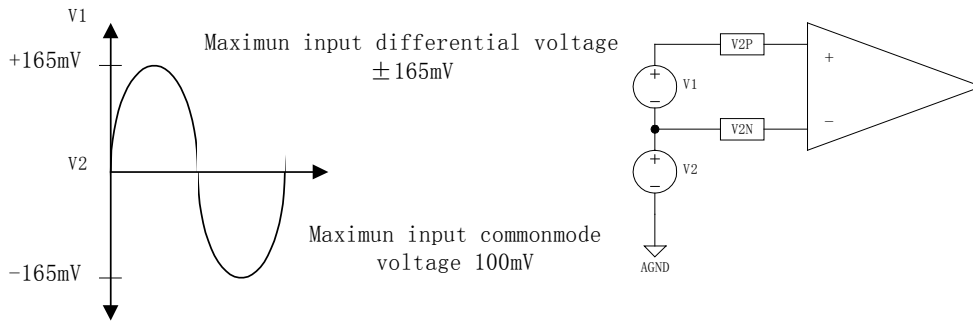 V1
+165mV
V2
-165mV
Maximun input differential voltage
±165mV
Maximun input commonmode
voltage 100mV
V2P
+
+
V1
−
V2N
−
+
V2
−
AGND